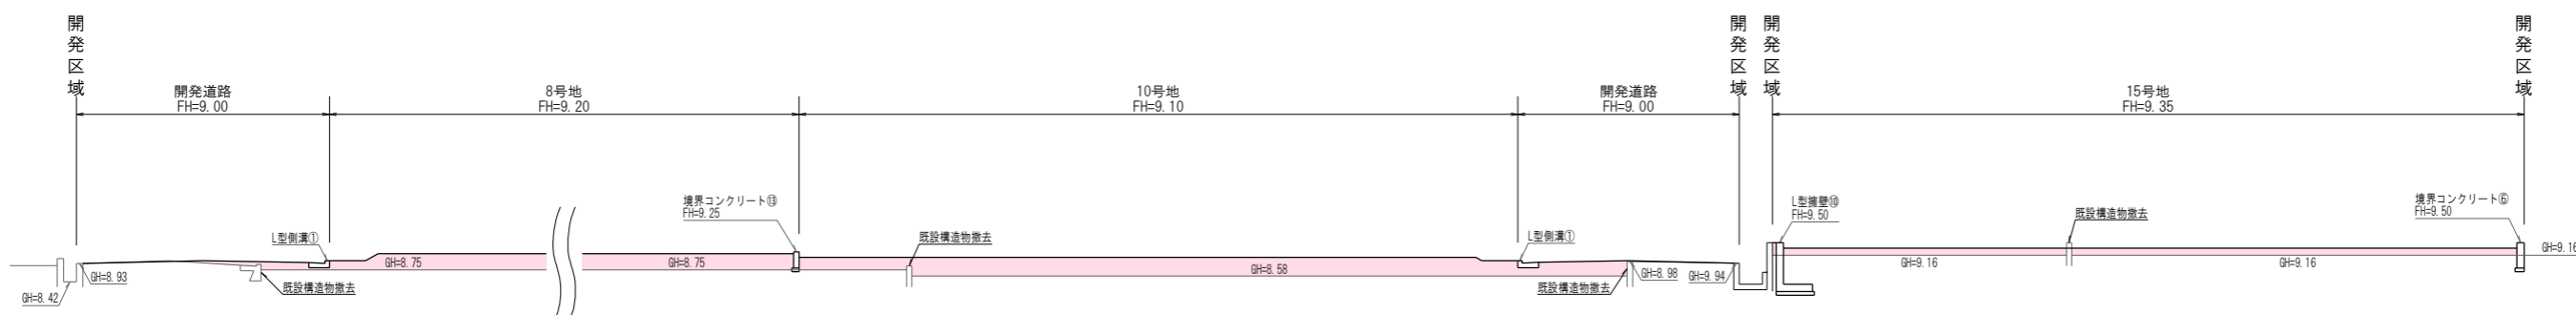 開発区域
開発区域
開発区域
開発区域
開発道路
FH=9.00
8号地
FH=9.20
10号地
FH=9.10
開発道路
FH=9.00
15号地
FH=9.35
境界コンクリート⑬
FH=9.25
L型擁壁⑩
FH=9.50
境界コンクリート⑥
FH=9.50
L型側溝①
既設構造物撤去
L型側溝①
既設構造物撤去
GH=8.42
GH=8.93
既設構造物撤去
GH=8.75
GH=8.75
GH=8.58
既設構造物撤去
GH=8.98
GH=9.94
GH=9.16
GH=9.16
GH=9.16